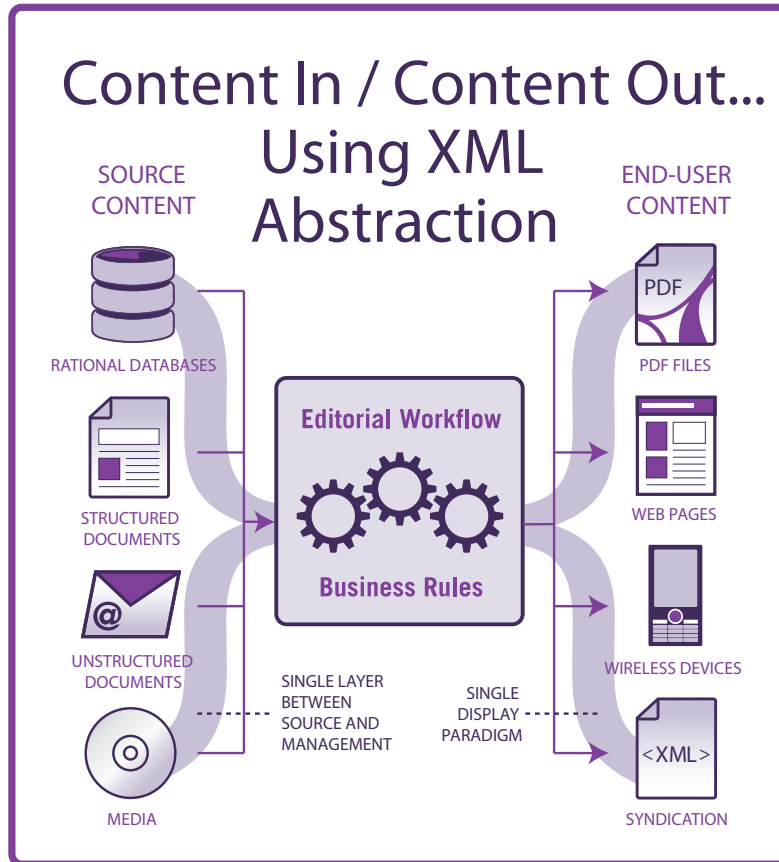 Content In / Content Out...
Using XML
Abstraction
SOURCE
CONTENT
RATIONAL DATABASES
STRUCTURED
DOCUMENTS
@
UNSTRUCTURED
DOCUMENTS
MEDIA
SINGLE LAYER
BETWEEN
SOURCE AND
MANAGEMENT
Editorial Workflow
Business Rules
SINGLE
DISPLAY
PARADIGM
END-USER
CONTENT
PDF
PDF FILES
WEB PAGES
WIRELESS DEVICES
<XML>
SYNDICATION